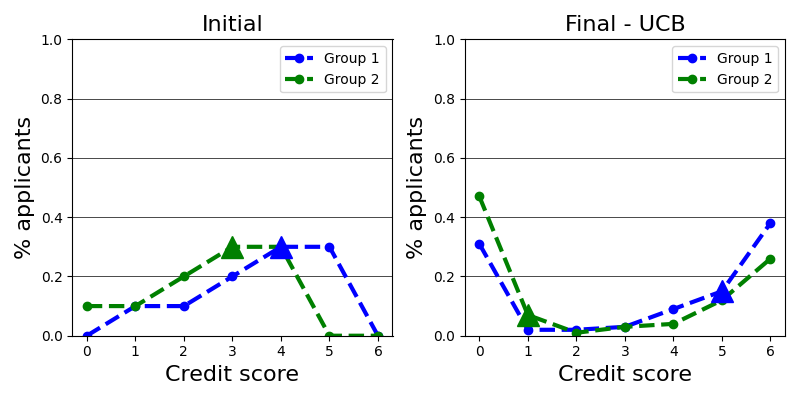 Initial
% applicants
1.0
0.8
0.6
0.4
0.2
0.0
Group 1
Group 2
0 1 2 3 4 5 6
Credit score
Final - UCB
% applicants
1.0
0.8
0.6
0.4
0.2
0.0
Group 1
Group 2
0 1 2 3 4 5 6
Credit score